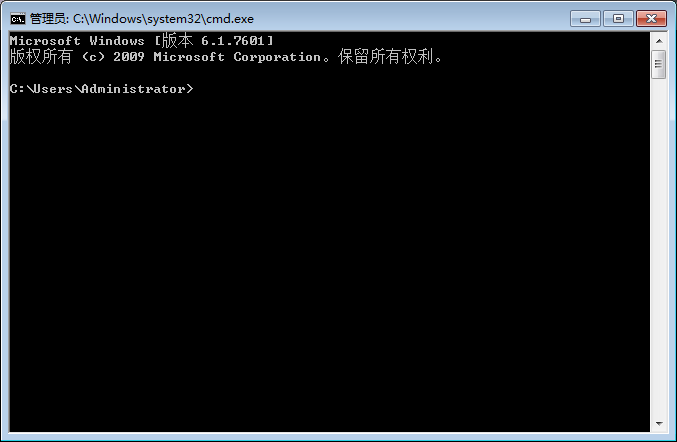 管理员: C:\Windows\system32\cmd.exe
Microsoft Windows [版本 6.1.7601]
版权所有 (c) 2009 Microsoft Corporation。保留所有权利。
C:\Users\Administrator>